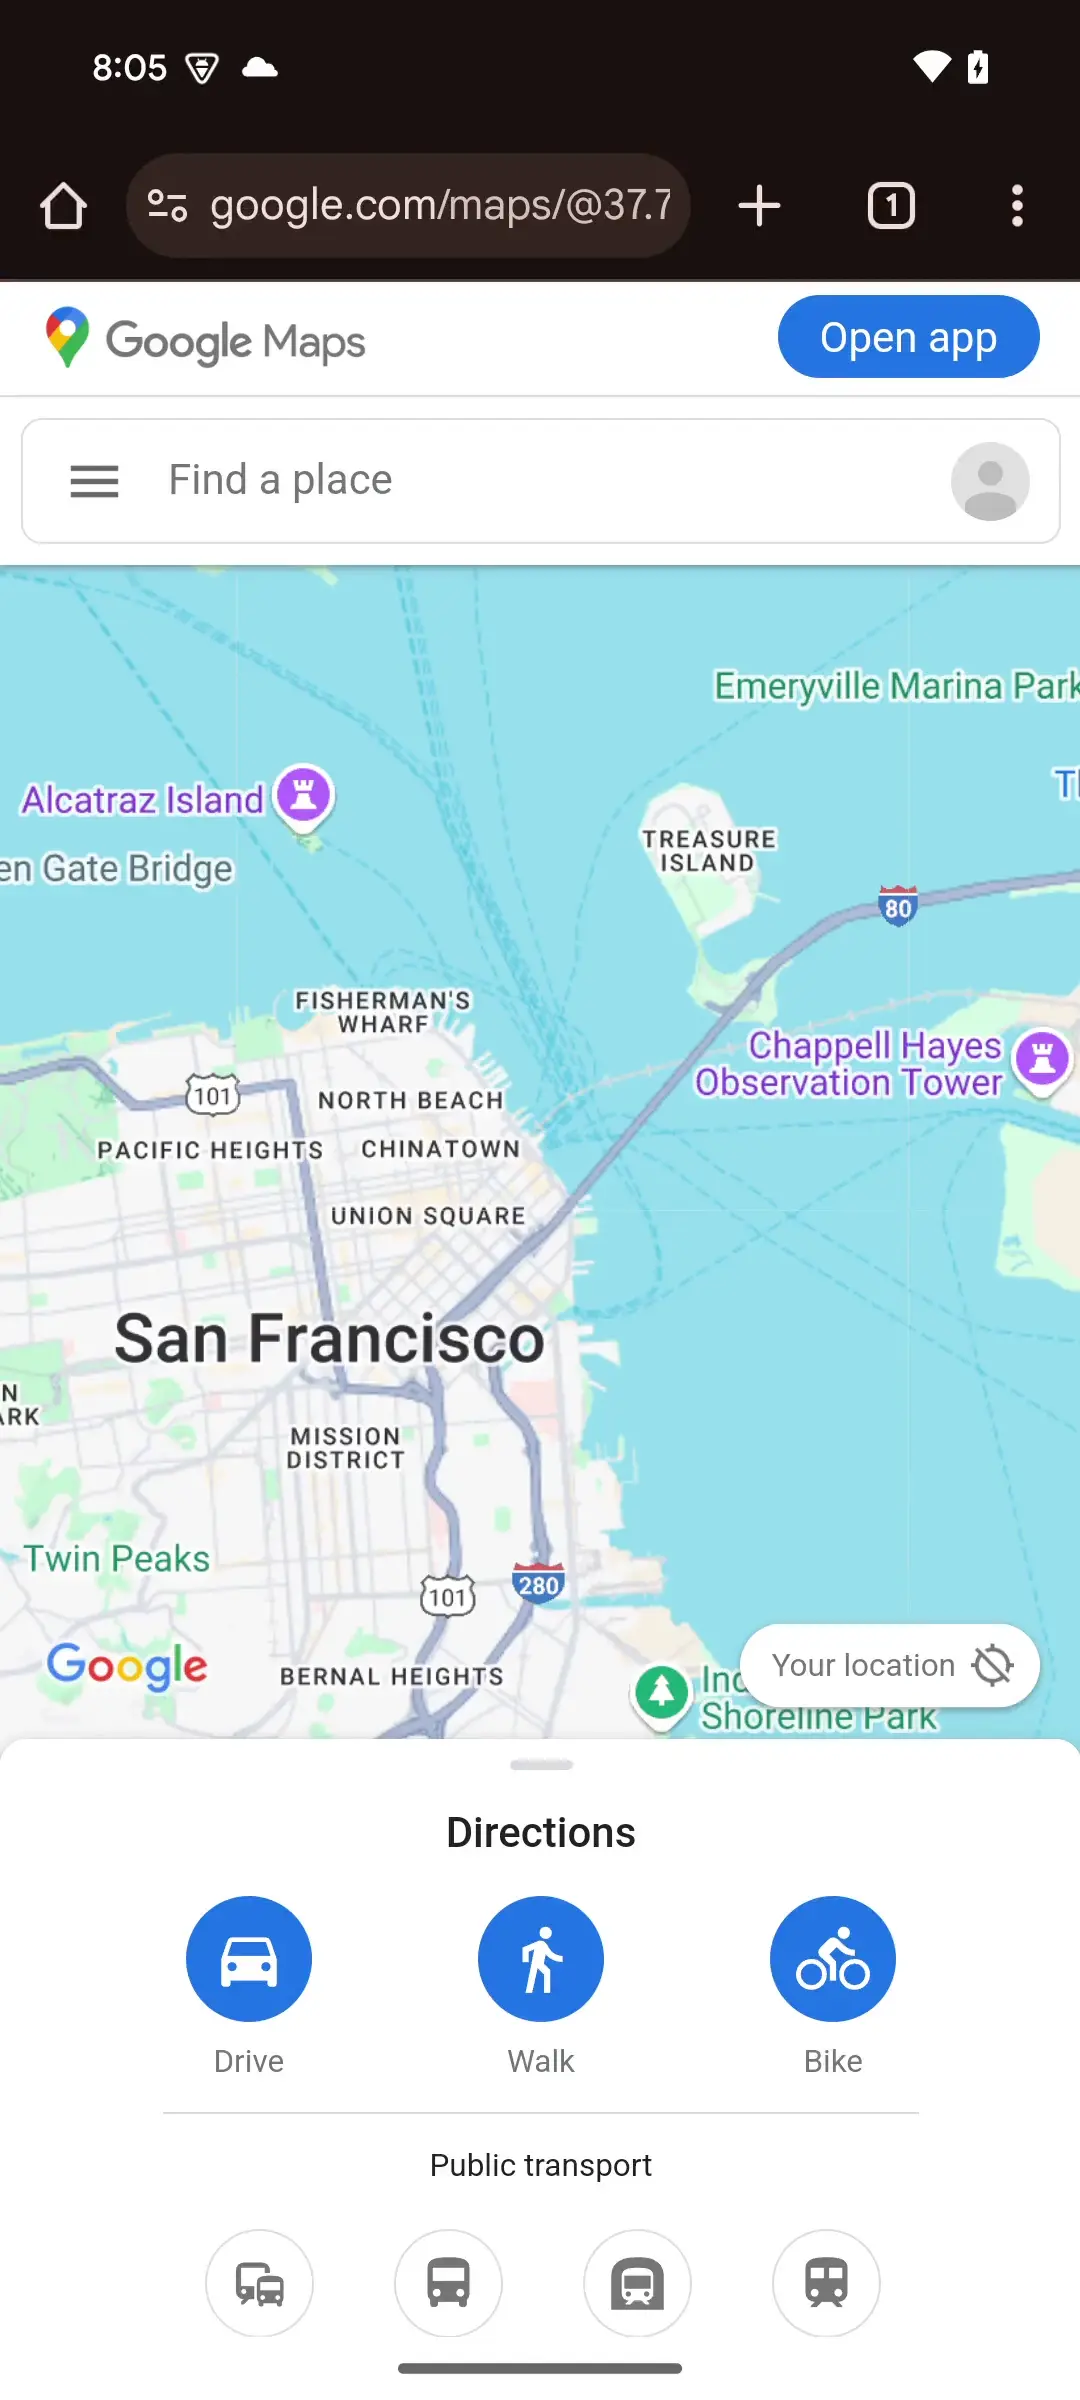 8:05
google.com/maps/@37.7
1
Google Maps
Open app
Find a place
Emeryville Marina Park
Alcatraz Island
en Gate Bridge
TREASURE
ISLAND
80
FISHERMAN'S
WHARF
Chappell Hayes
Observation Tower
101
NORTH BEACH
PACIFIC HEIGHTS
CHINATOWN
UNION SQUARE
San Francisco
N
ARK
MISSION
DISTRICT
Twin Peaks
101
280
Google
BERNAL HEIGHTS
Your location
Shoreline Park
Directions
Drive
Walk
Bike
Public transport